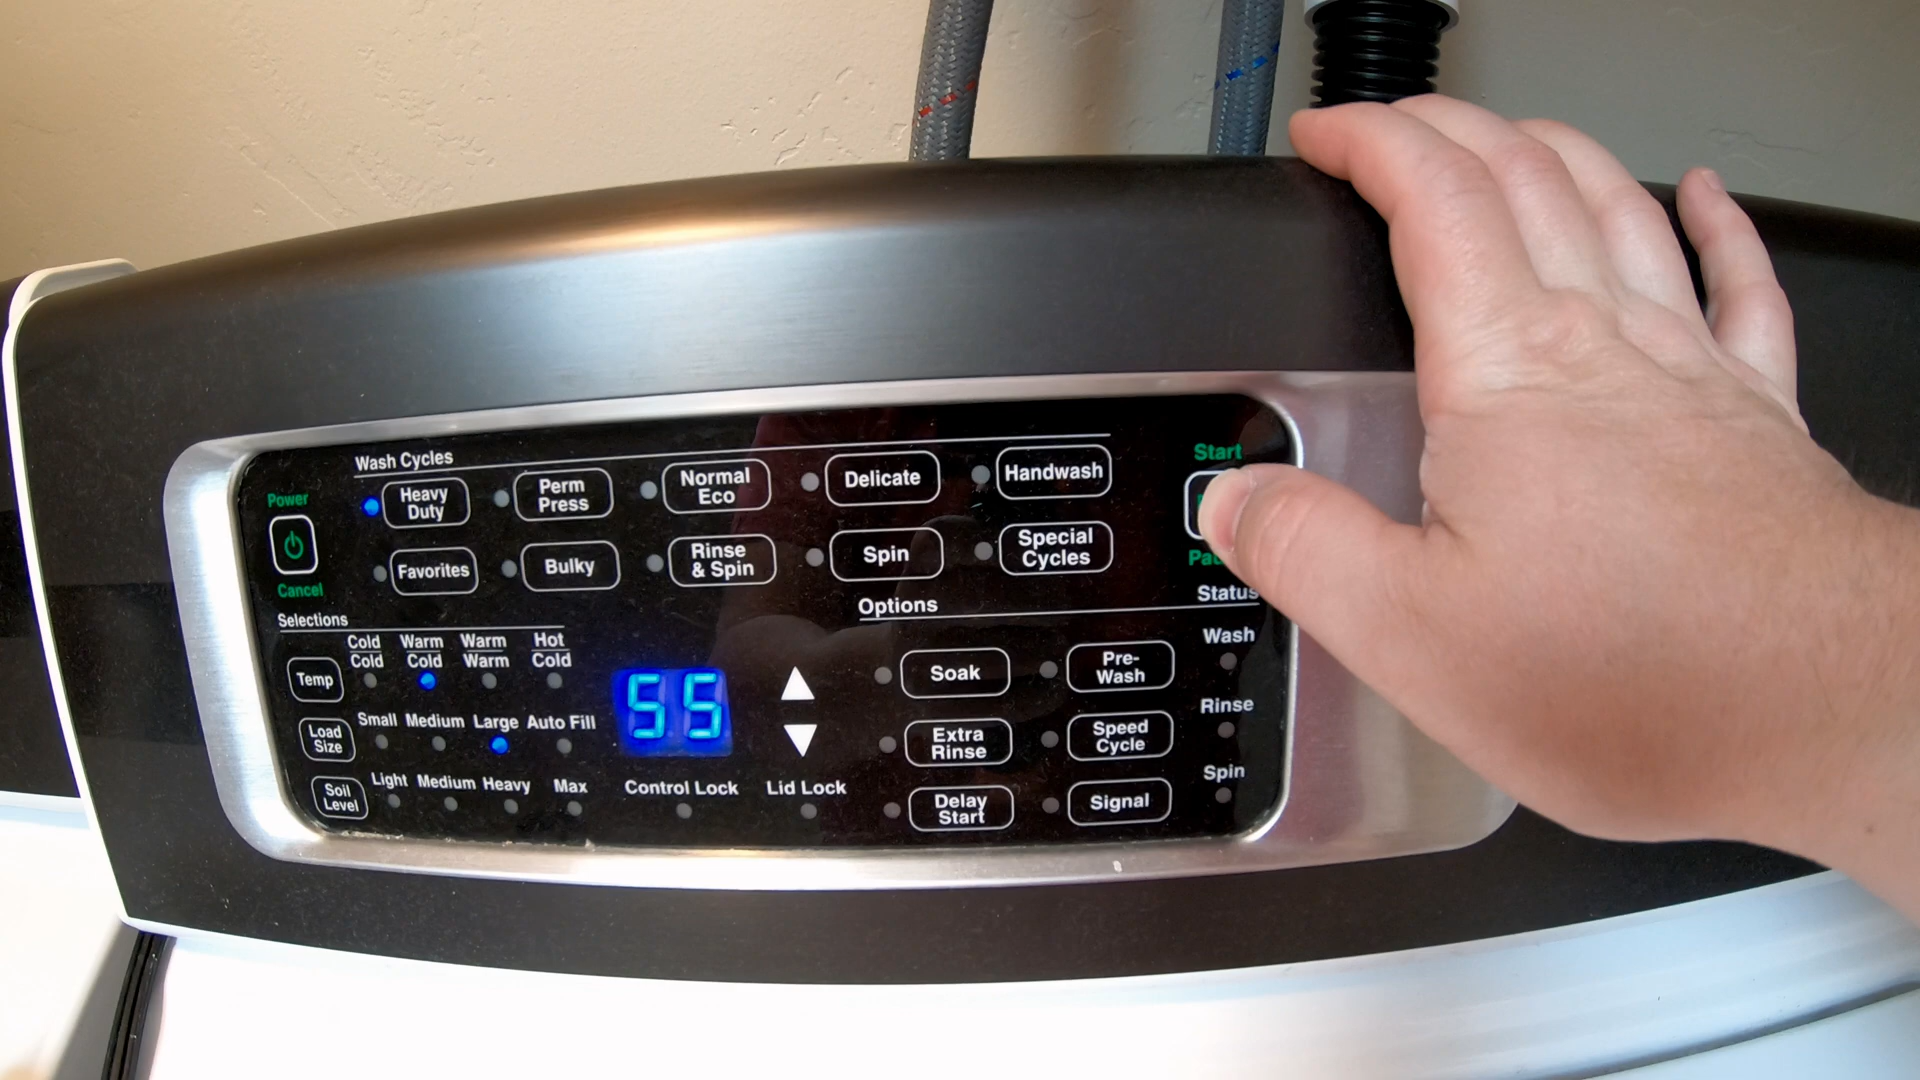 Wash Cycles
Power
Cancel
Heavy
Duty
Perm
Press
Normal
Eco
Delicate
Handwash
Favorites
Bulky
Rinse
& Spin
Spin
Special
Cycles
Start
Selections
Temp
Cold
Cold
Warm
Cold
Warm
Warm
Hot
Cold
Load
Size
Small Medium Large Auto Fill
Soil
Level
Light Medium Heavy Max
55
Control Lock
Lid Lock
Options
Soak
Pre-
Wash
Extra
Rinse
Speed
Cycle
Delay
Start
Signal
Status
Wash
Rinse
Spin